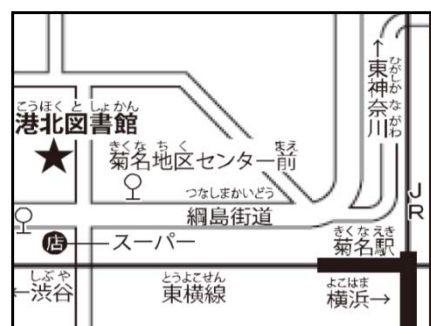 こうほく と しょかん
港北図書館
きくな ち く まえ
菊名地区センター前
ひがしか な がわ
↑東神奈川
つなしまかいどう
綱島街道
JR
店
スーパー
きくな えき
菊名駅
しぶ や
←渋谷
とうよこせん
東横線
よこはま
横浜→